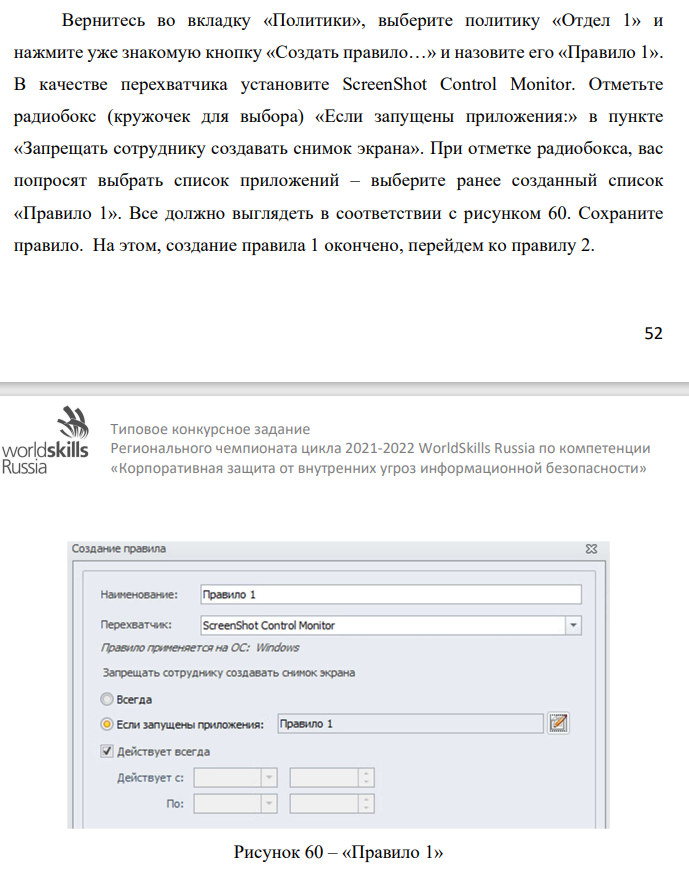 Вернитесь во вкладку «Политики», выберите политику «Отдел 1» и
нажмите уже знакомую кнопку «Создать правило…» и назовите его «Правило 1».
В качестве перехватчика установите ScreenShot Control Monitor. Отметьте
радиобокс (кружочек для выбора) «Если запущены приложения:» в пункте
«Запрещать сотруднику создавать снимок экрана». При отметке радиобокса, вас
попросят выбрать список приложений – выберите ранее созданный список
«Правило 1». Все должно выглядеть в соответствии с рисунком 60. Сохраните
правило. На этом, создание правила 1 окончено, перейдем ко правилу 2.
52
worldskills
Russia
Типовое конкурсное задание
Регионального чемпионата цикла 2021-2022 WorldSkills Russia по компетенции
«Корпоративная защита от внутренних угроз информационной безопасности»
Создание правила
Наименование: Правило 1
Перехватчик: ScreenShot Control Monitor
Правило применяется на ОС: Windows
Запрещать сотруднику создавать снимок экрана
Всегда
Если запущены приложения: Правило 1
Действует всегда
Действует с:
По:
Рисунок 60 – «Правило 1»